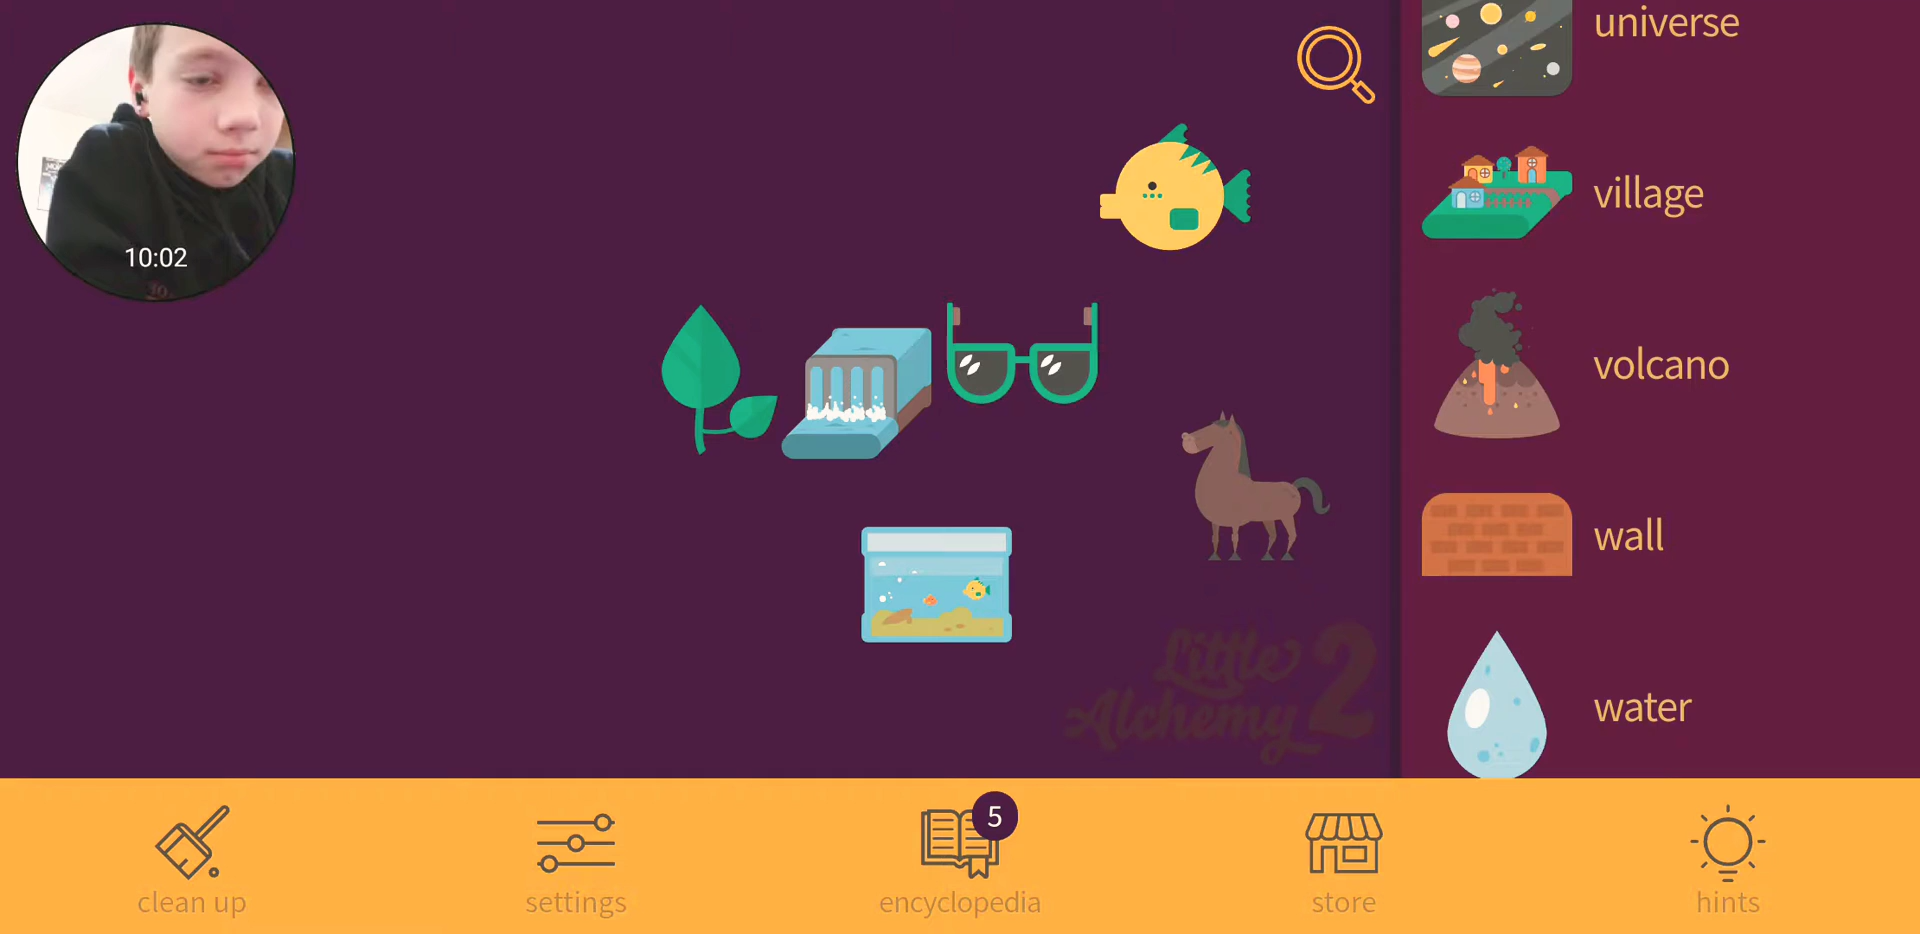 universe
10:02
village
volcano
wall
Little
Alchemy 2
water
5
clean up
settings
encyclopedia
store
hints